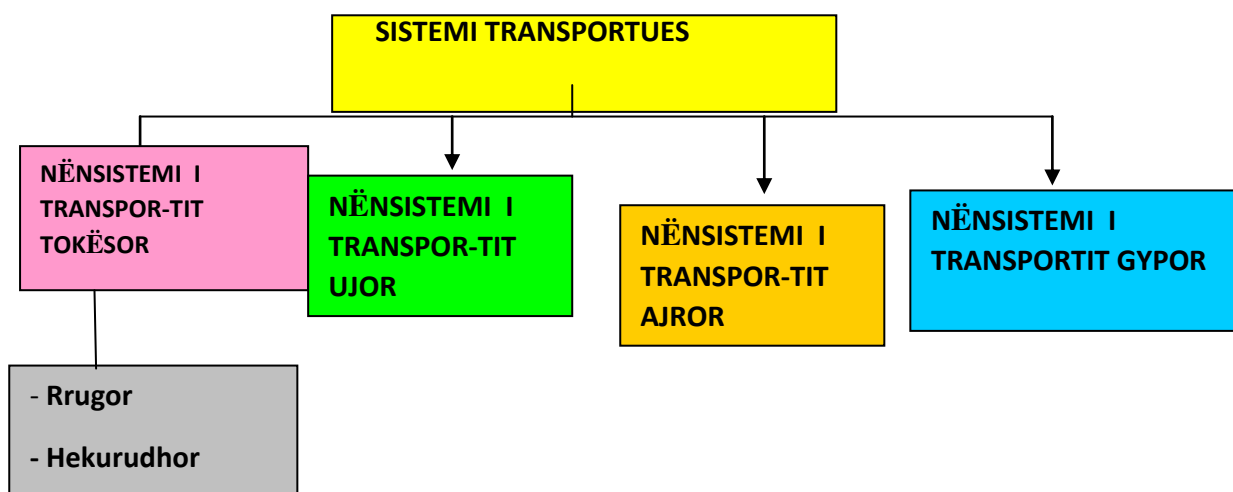 SISTEMI TRANSPORTUES
NËNSISTEMI I
TRANSPOR-TIT
TOKËSOR
NËNSISTEMI I
TRANSPOR-TIT
UJOR
NËNSISTEMI I
TRANSPOR-TIT
AJROR
NËNSISTEMI I
TRANSPORTIT GYPOR
- Rrugor
- Hekurudhor